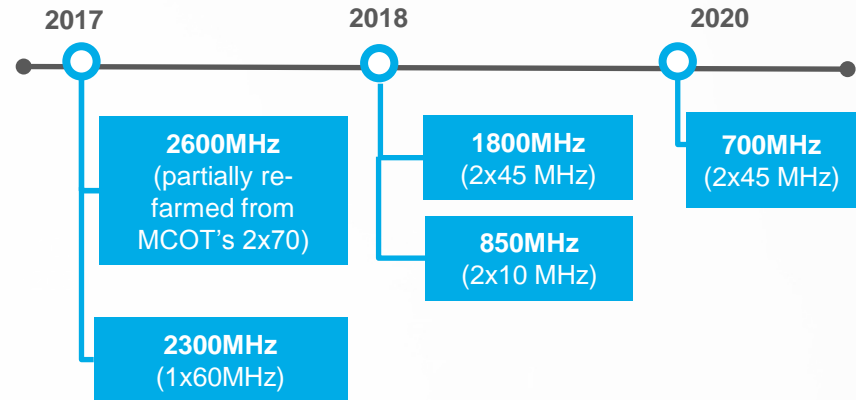 2017
2018
2020
2600MHz
(partially re-
farmed from
MCOT's 2x70)
2300MHz
(1x60MHz)
1800MHz
(2x45 MHz)
850MHz
(2x10 MHz)
700MHz
(2x45 MHz)